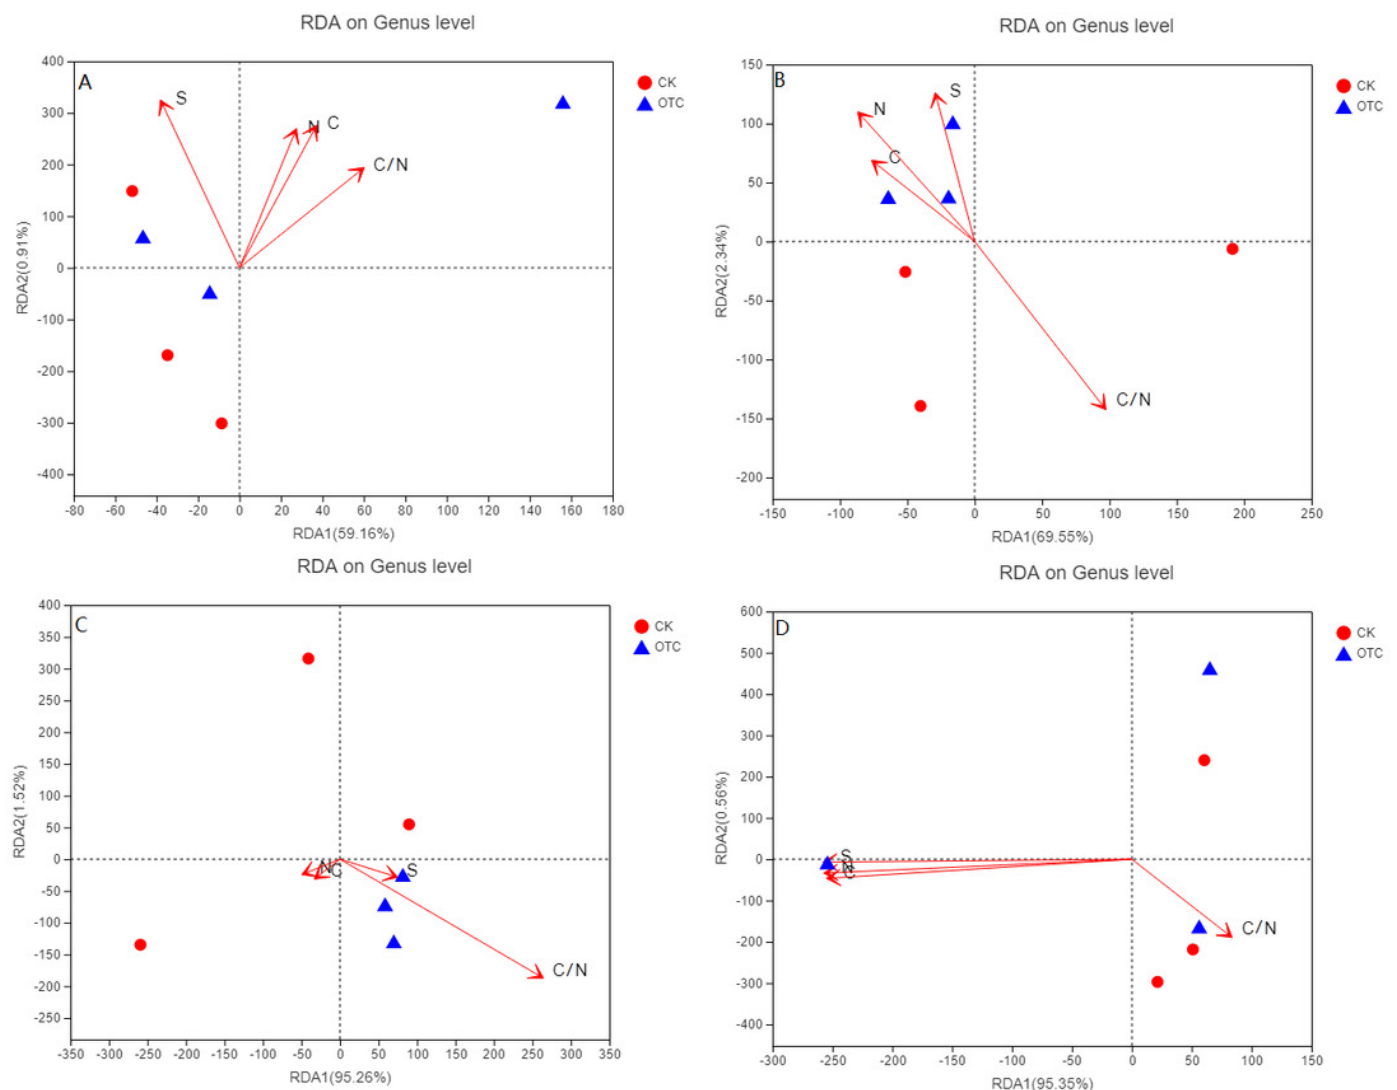 RDA on Genus level
A
S
N
C
C/N
CK
OTC
400
300
200
100
0
-100
-200
-300
-400
RDA2(0.91%)
-80 -60 -40 -20 0 20 40 60 80 100 120 140 160 180
RDA1(59.16%)
RDA on Genus level
B
N
S
C
C/N
CK
OTC
150
100
50
0
-50
-100
-150
-200
RDA2(2.34%)
-150 -100 -50 0 50 100 150 200 250
RDA1(69.55%)
RDA on Genus level
C
N
C
S
C/N
CK
OTC
400
350
300
250
200
150
100
50
0
-50
-100
-150
-200
-250
RDA2(1.52%)
-350 -300 -250 -200 -150 -100 -50 0 50 100 150 200 250 300 350
RDA1(95.26%)
RDA on Genus level
D
S
N
C
C/N
CK
OTC
600
500
400
300
200
100
0
-100
-200
-300
-400
RDA2(0.56%)
-300 -250 -200 -150 -100 -50 0 50 100 150
RDA1(95.35%)